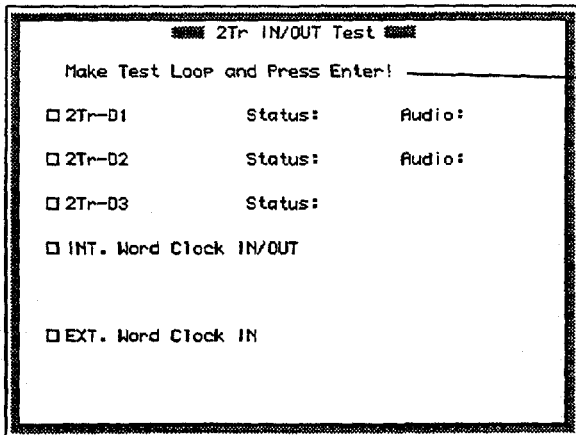 2Tr IN/OUT Test
Make Test Loop and Press Enter!
2Tr-D1 Status: Audio:
2Tr-D2 Status: Audio:
2Tr-D3 Status:
INT. Word Clock IN/OUT
EXT. Word Clock IN